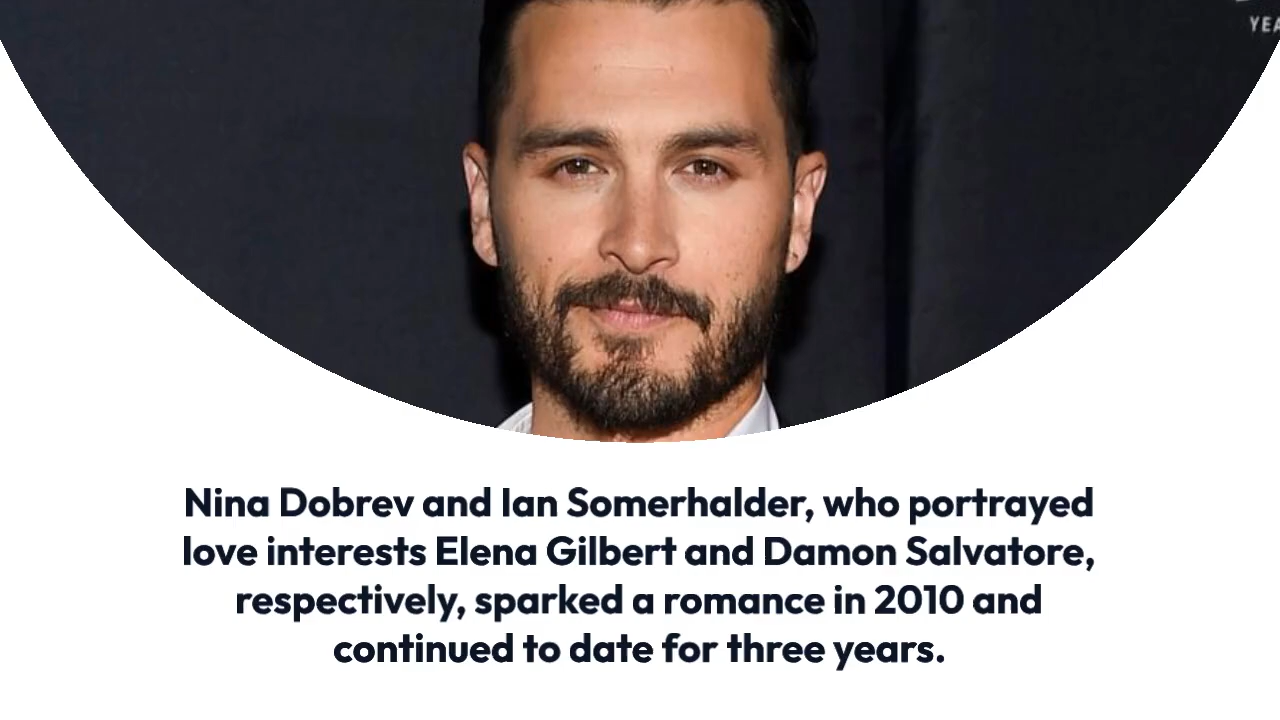 YEA
Nina Dobrev and Ian Somerhalder, who portrayed
love interests Elena Gilbert and Damon Salvatore,
respectively, sparked a romance in 2010 and
continued to date for three years.